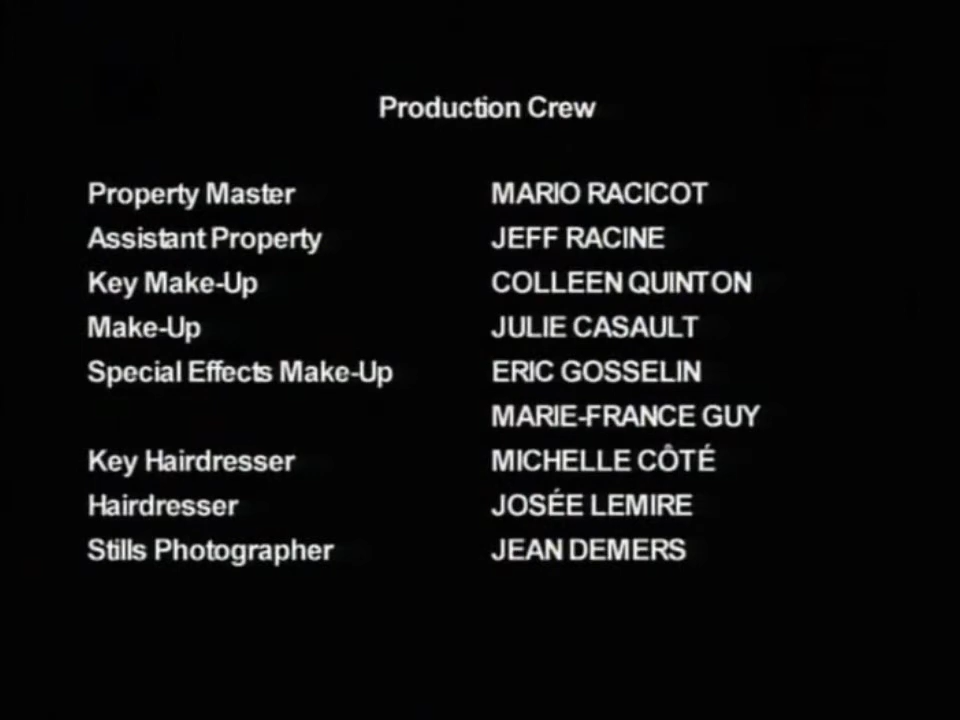 Production Crew
Property Master MARIO RACICOT
Assistant Property JEFF RACINE
Key Make-Up COLLEEN QUINTON
Make-Up JULIE CASAULT
Special Effects Make-Up ERIC GOSSELIN
MARIE-FRANCE GUY
Key Hairdresser MICHELLE CÔTÉ
Hairdresser JOSÉE LEMIRE
Stills Photographer JEAN DEMERS